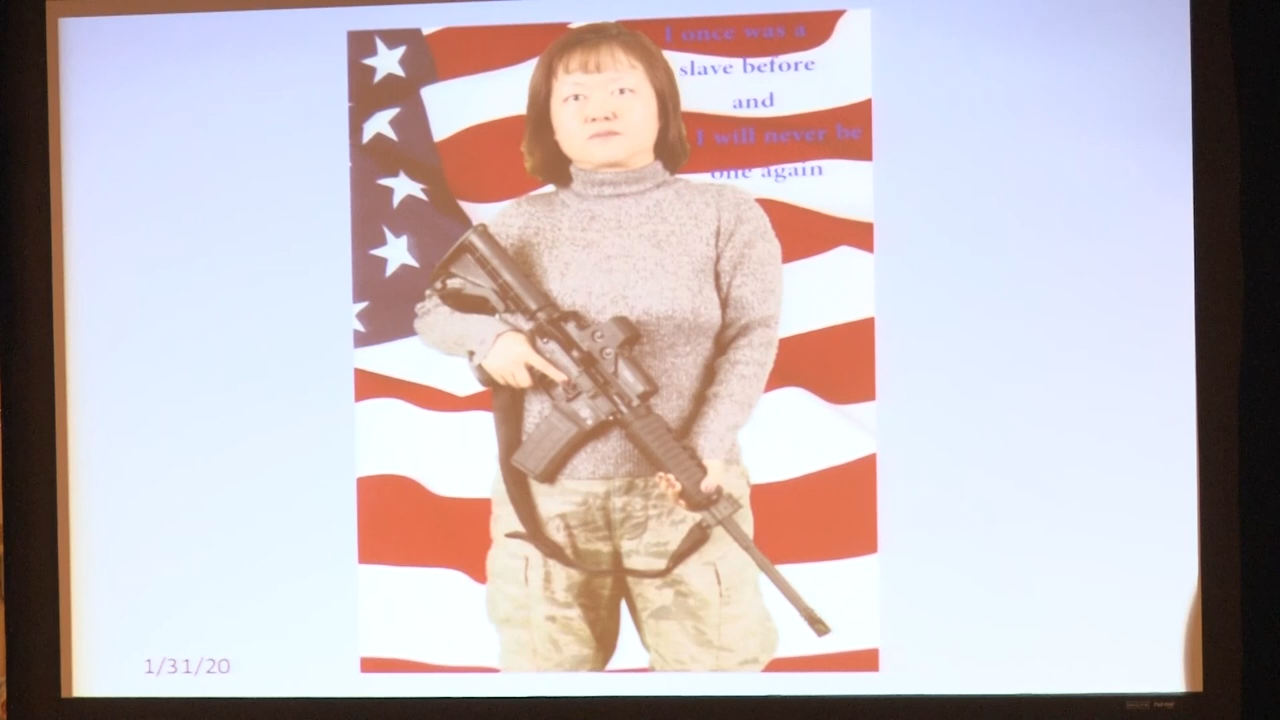 I once was a
slave before
and
I will never be
one again
1/31/20